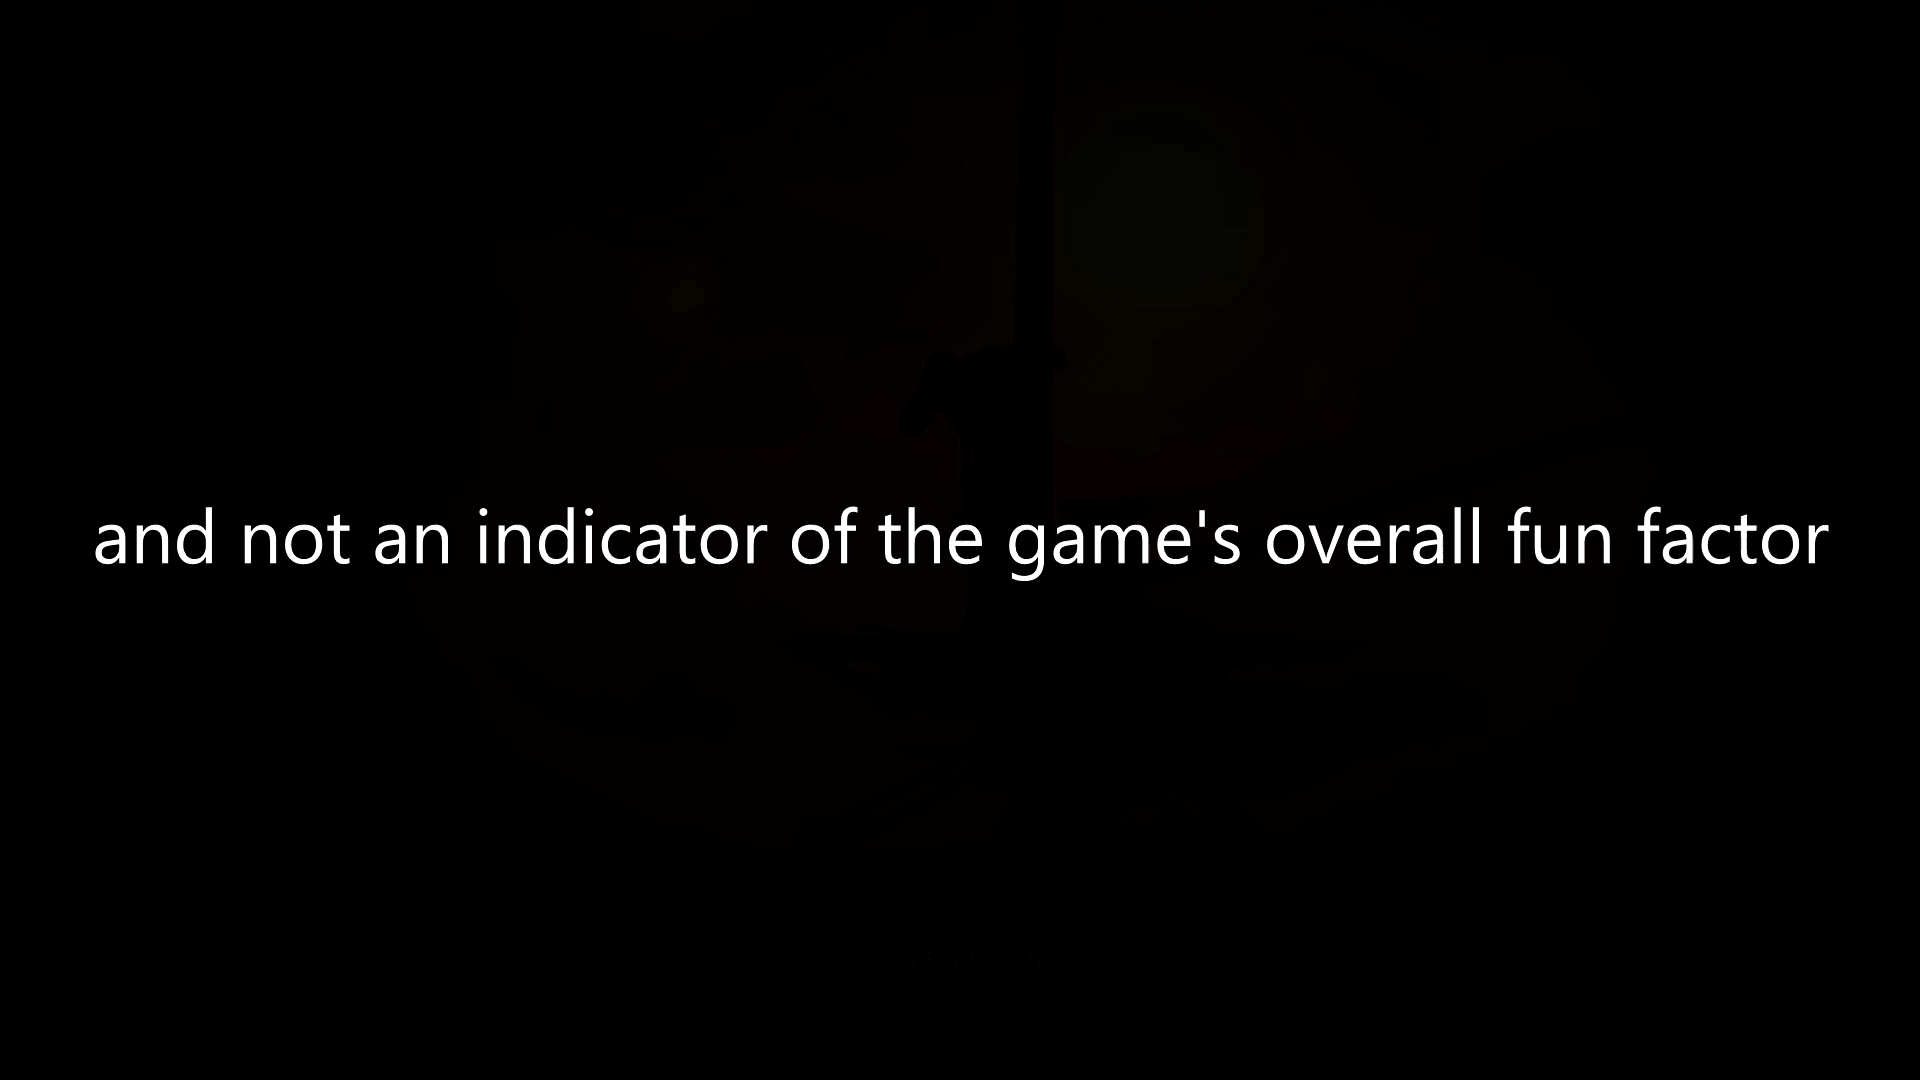 and not an indicator of the game's overall fun factor